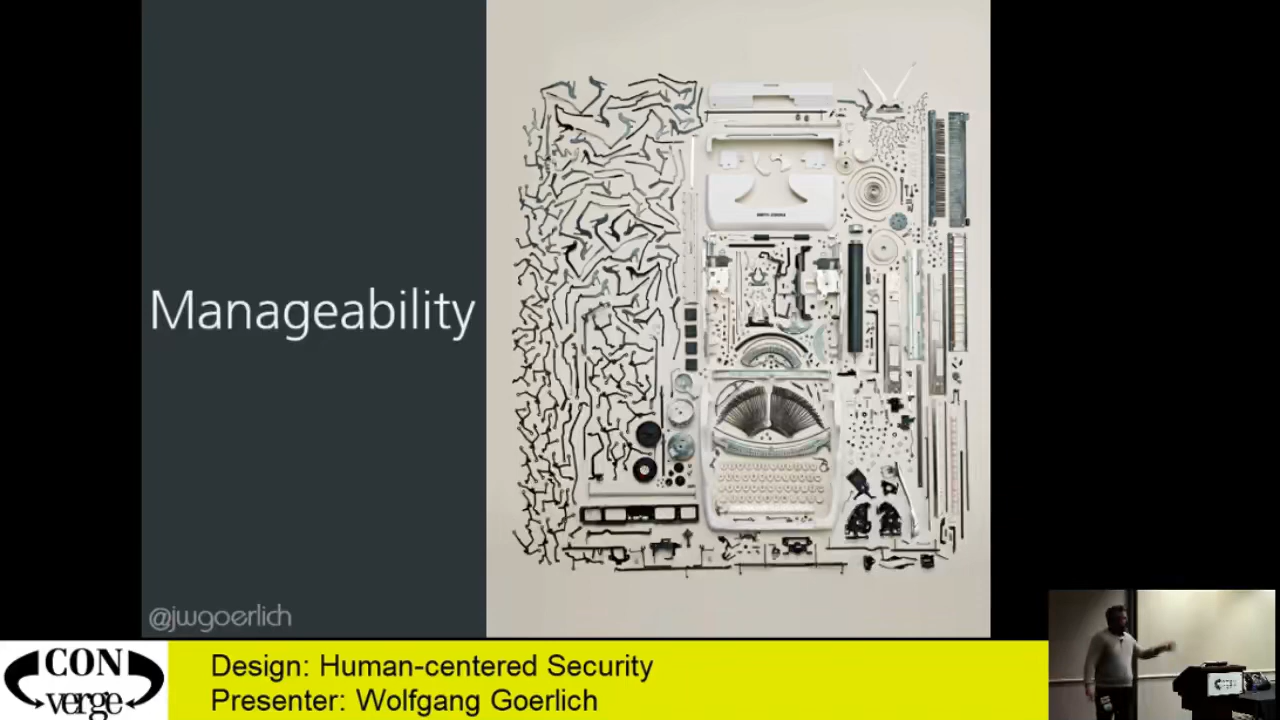 Manageability
@jwgoerlich
CON
verge
Design: Human-centered Security
Presenter: Wolfgang Goerlich